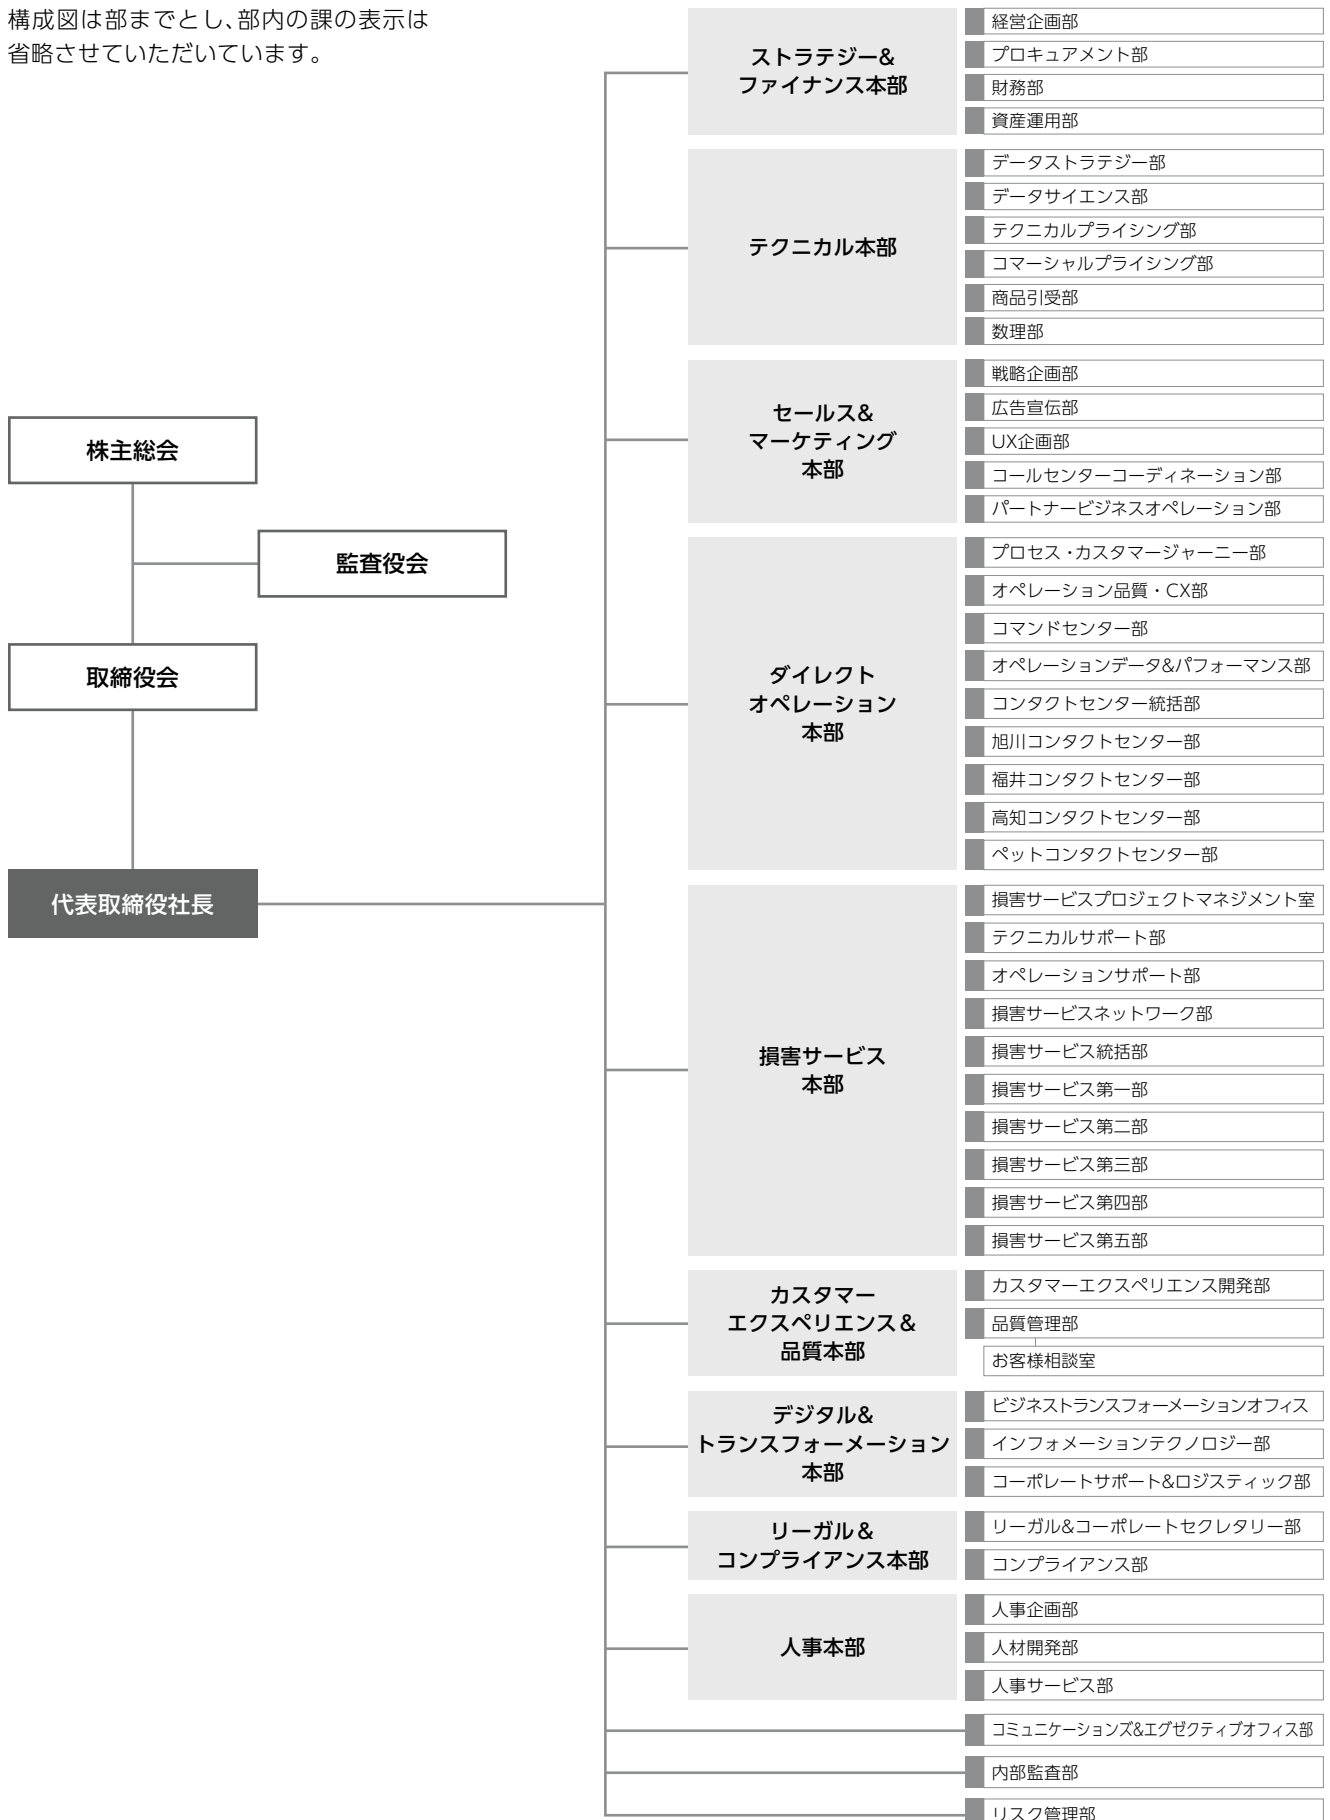 構成図は部までとし、部内の課の表示は
省略させていただいています。
株主総会
監査役会
取締役会
代表取締役社長
ストラテジー&
ファイナンス本部
経営企画部
プロキュアメント部
財務部
資産運用部
テクニカル本部
データストラテジー部
データサイエンス部
テクニカルプライシング部
コマーシャルプライシング部
商品引受部
数理部
セールス&
マーケティング
本部
戦略企画部
広告宣伝部
UX企画部
コールセンターコーディネーション部
パートナービジネスオペレーション部
ダイレクト
オペレーション
本部
プロセス・カスタマージャーニー部
オペレーション品質・CX部
コマンドセンター部
オペレーションデータ&パフォーマンス部
コンタクトセンター統括部
旭川コンタクトセンター部
福井コンタクトセンター部
高知コンタクトセンター部
ペットコンタクトセンター部
損害サービス
本部
損害サービスプロジェクトマネジメント室
テクニカルサポート部
オペレーションサポート部
損害サービスネットワーク部
損害サービス統括部
損害サービス第一部
損害サービス第二部
損害サービス第三部
損害サービス第四部
損害サービス第五部
カスタマー
エクスペリエンス&
品質本部
カスタマーエクスペリエンス開発部
品質管理部
お客様相談室
デジタル&
トランスフォーメーション
本部
ビジネストランスフォーメーションオフィス
インフォメーションテクノロジー部
コーポレートサポート&ロジスティック部
リーガル&
コンプライアンス本部
リーガル&コーポレートセクレタリー部
コンプライアンス部
人事本部
人事企画部
人材開発部
人事サービス部
コミュニケーションズ&エグゼクティブオフィス部
内部監査部
リスク管理部